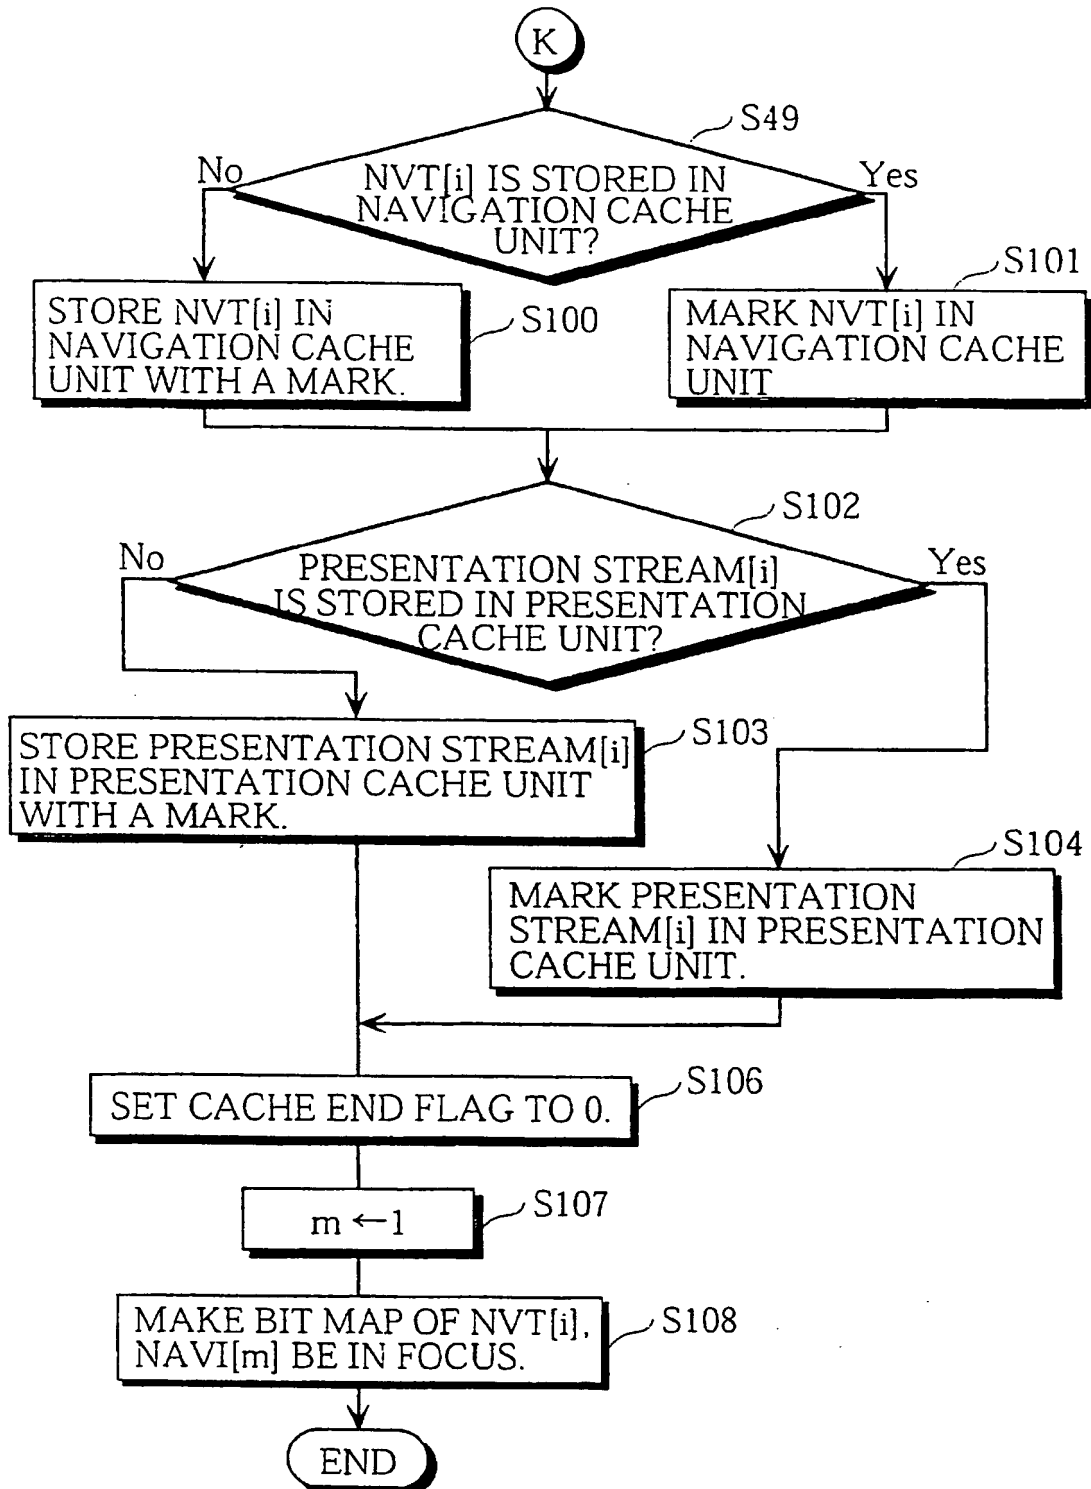 K
S49
No
Yes
NVT[i] IS STORED IN
NAVIGATION CACHE
UNIT?
S101
STORE NVT[i] IN
NAVIGATION CACHE
UNIT WITH A MARK.
S100
MARK NVT[i] IN
NAVIGATION CACHE
UNIT
S102
No
Yes
PRESENTATION STREAM[i]
IS STORED IN PRESENTATION
CACHE UNIT?
S103
STORE PRESENTATION STREAM[i]
IN PRESENTATION CACHE UNIT
WITH A MARK.
S104
MARK PRESENTATION
STREAM[i] IN PRESENTATION
CACHE UNIT.
S106
SET CACHE END FLAG TO 0.
S107
m ←1
S108
MAKE BIT MAP OF NVT[i],
NAVI[m] BE IN FOCUS.
END